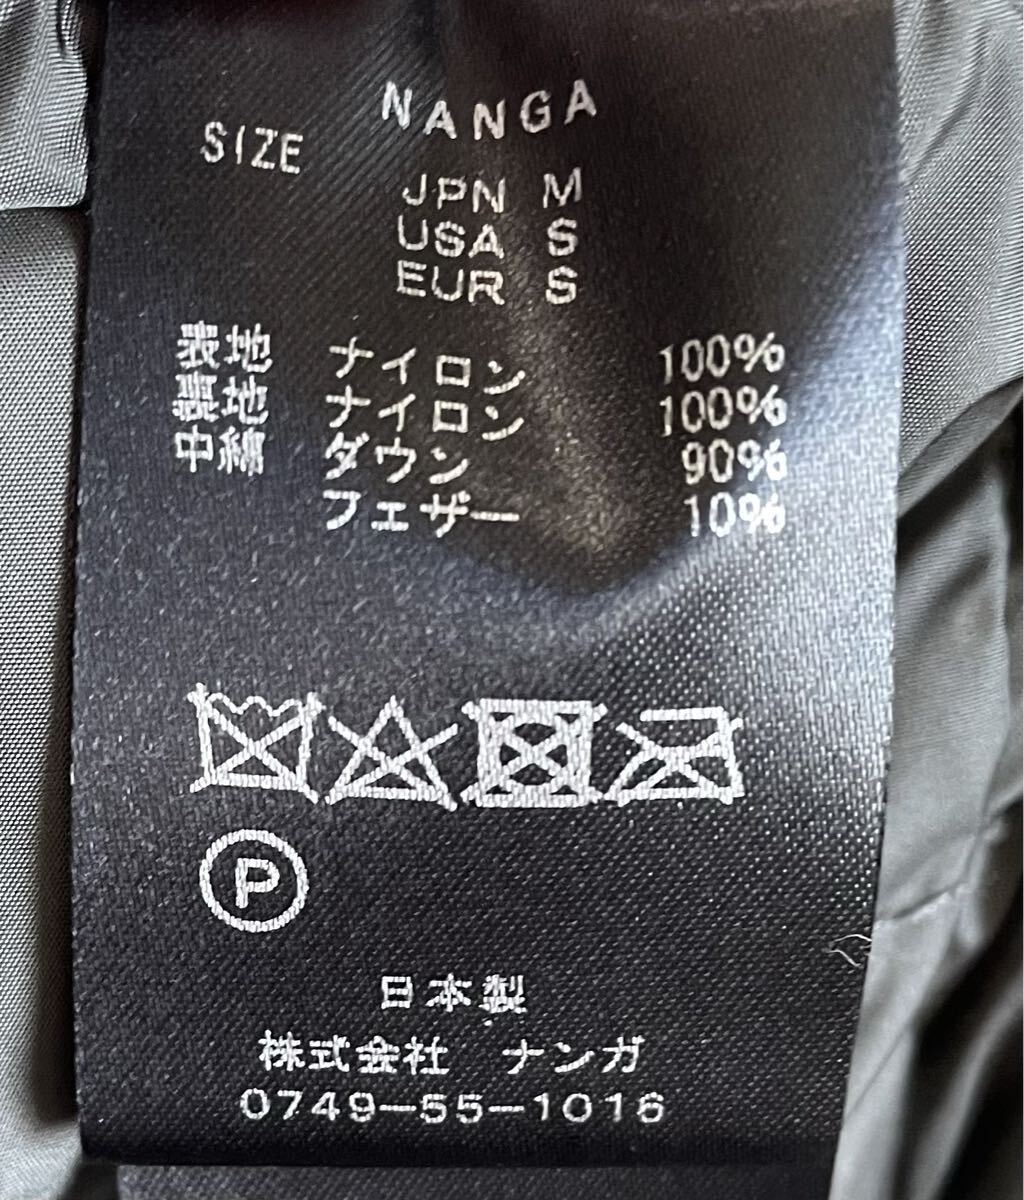 NANGA
SIZE
JPN M
USA S
EUR S
表地 ナイロン 100%
裏地 ナイロン 100%
中綿 ダウン 90%
フェザー 10%
P
日本製
株式会社 ナンガ
0749-55-1016